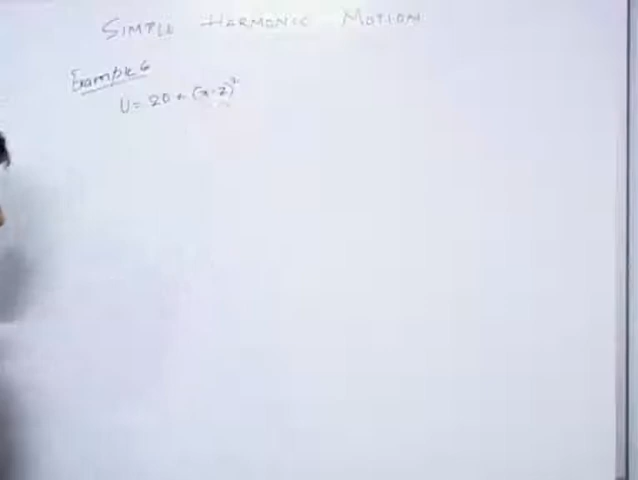 SIMPLE HARMONIC MOTION
Example 6
U = 20 + (x-2)²